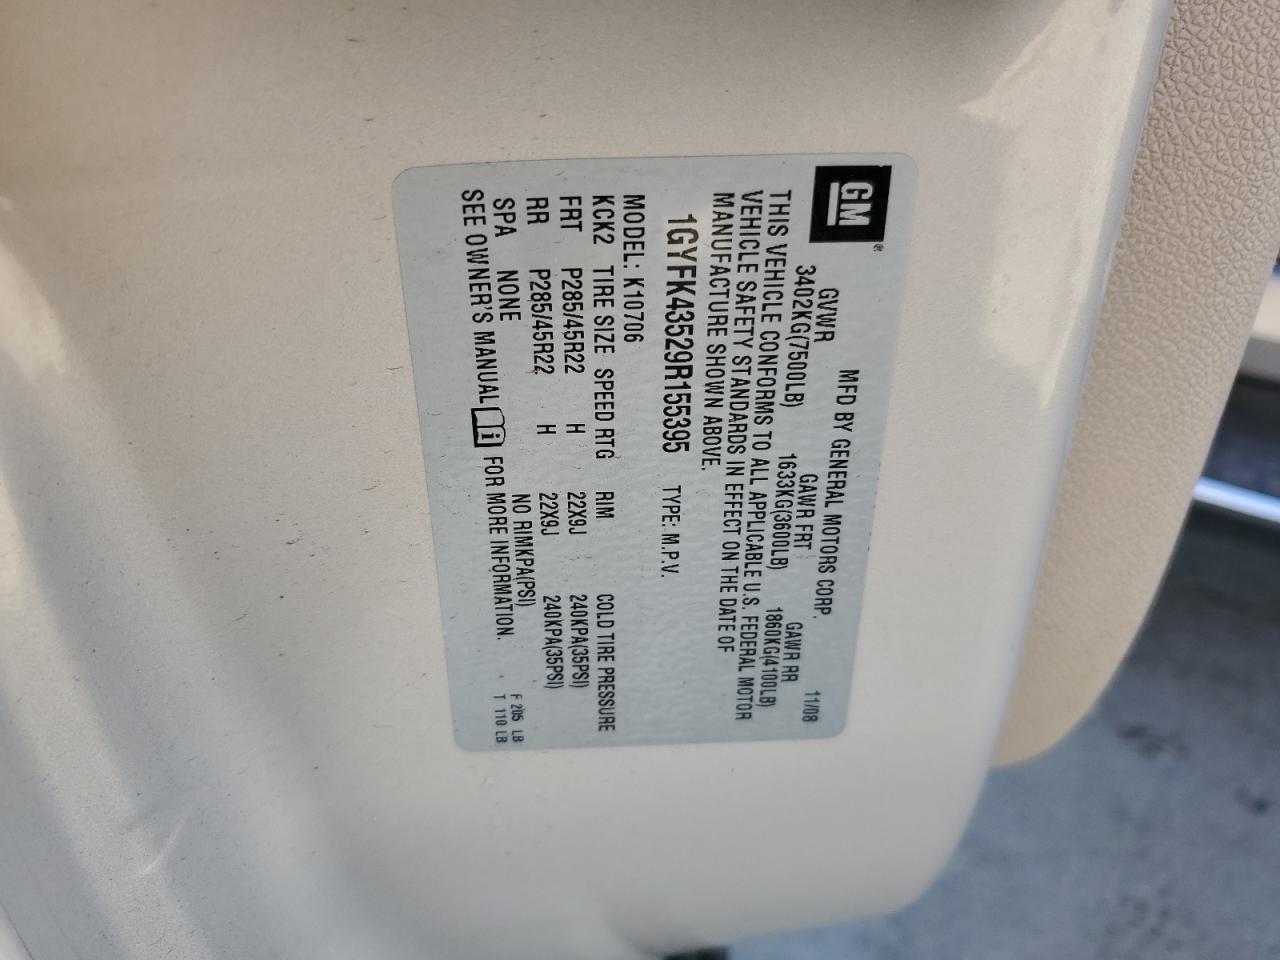 GM ®
MFD BY GENERAL MOTORS CORP. 11/08
GVWR GAWR FRT GAWR RR
3402KG(7500LB) 1633KG(3600LB) 1860KG(4100LB)
THIS VEHICLE CONFORMS TO ALL APPLICABLE U.S. FEDERAL MOTOR
VEHICLE SAFETY STANDARDS IN EFFECT ON THE DATE OF
MANUFACTURE SHOWN ABOVE.
1GYFK43529R155395 TYPE: M.P.V.
MODEL: K10706
KCK2 TIRE SIZE SPEED RTG RIM COLD TIRE PRESSURE
FRT P285/45R22 H 22X9J 240KPA(35PSI)
RR P285/45R22 H 22X9J 240KPA(35PSI)
SPA NONE NO RIMKPA(PSI) F 205 LB
SEE OWNER'S MANUAL FOR MORE INFORMATION. T 110 LB